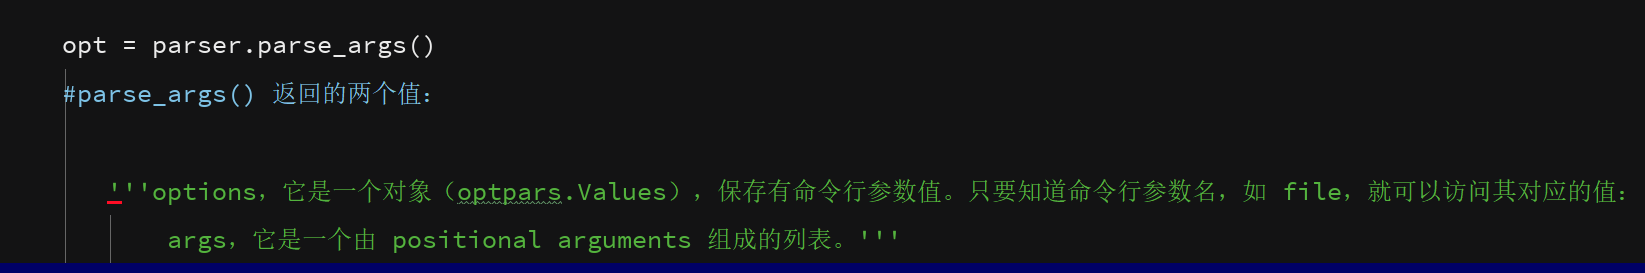 opt = parser.parse_args()
#parse_args() 返回的两个值：
'''options，它是一个对象（optpars.Values），保存有命令行参数值。只要知道命令行参数名，如 file，就可以访问其对应的值：
args，它是一个由 positional arguments 组成的列表。'''